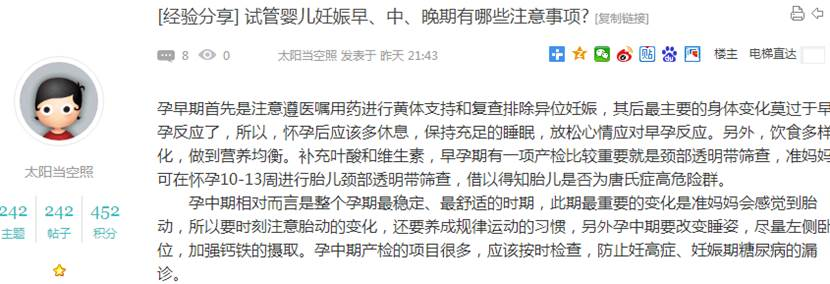 [经验分享] 试管婴儿妊娠早、中、晚期有哪些注意事项? [复制链接]
8 0 太阳当空照 发表于 昨天 21:43 贴 楼主 电梯直达
孕早期首先是注意遵医嘱用药进行黄体支持和复查排除异位妊娠，其后最主要的身体变化莫过于早
孕反应了，所以，怀孕后应该多休息，保持充足的睡眠，放松心情应对早孕反应。另外，饮食多样
化，做到营养均衡。补充叶酸和维生素，早孕期有一项产检比较重要就是颈部透明带筛查，准妈妈
可在怀孕10-13周进行胎儿颈部透明带筛查，借以得知胎儿是否为唐氏症高危险群。
孕中期相对而言是整个孕期最稳定、最舒适的时期，此期最重要的变化是准妈妈会感觉到胎
动，所以要时刻注意胎动的变化，还要养成规律运动的习惯，另外孕中期要改变睡姿，尽量左侧卧
位，加强钙铁的摄取。孕中期产检的项目很多，应该按时检查，防止妊高症、妊娠期糖尿病的漏
诊。
太阳当空照
242 242 452
主题 帖子 积分